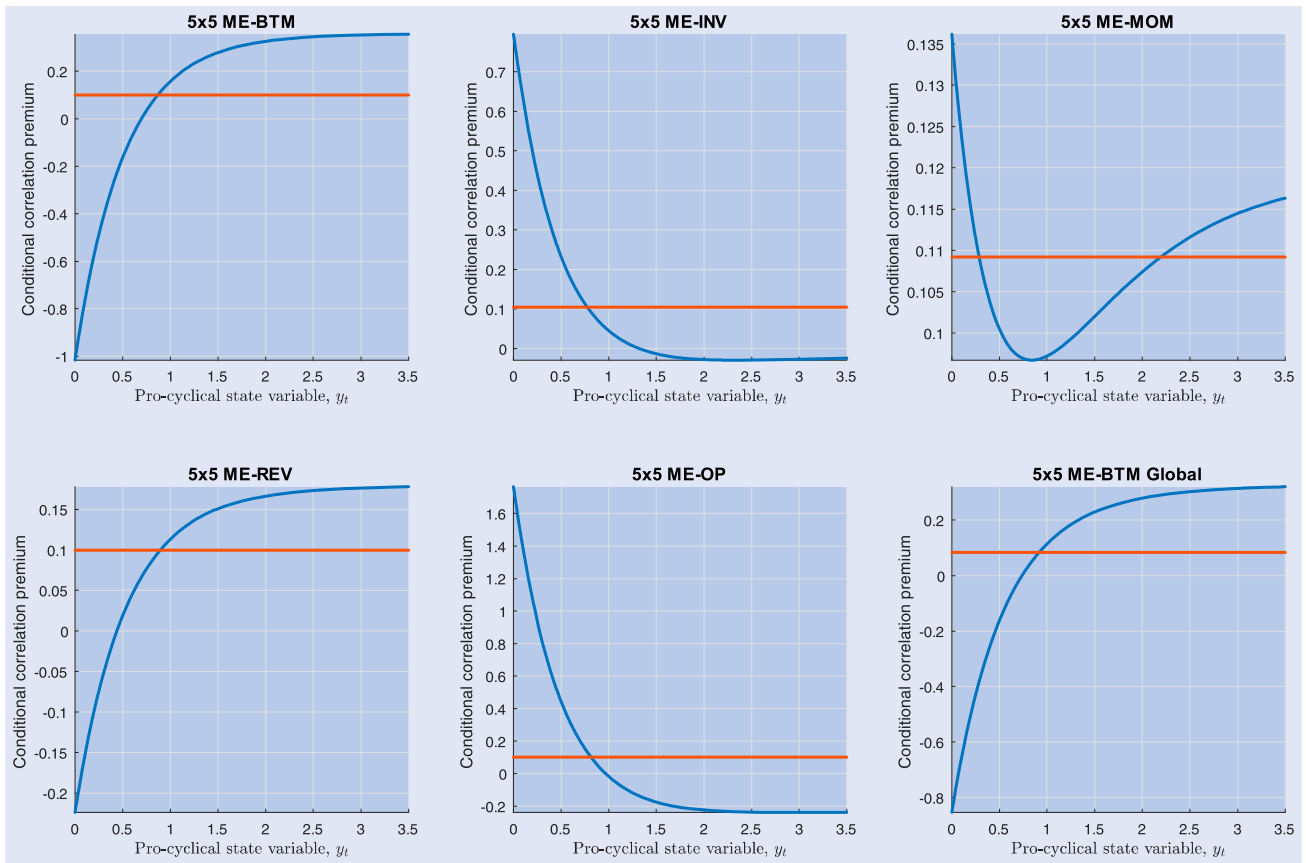 5x5 ME-BTM
Conditional correlation premium
0.2
0
-0.2
-0.4
-0.6
-0.8
-1
0 0.5 1 1.5 2 2.5 3 3.5
Pro-cyclical state variable, yt
5x5 ME-INV
Conditional correlation premium
0.7
0.6
0.5
0.4
0.3
0.2
0.1
0
0 0.5 1 1.5 2 2.5 3 3.5
Pro-cyclical state variable, yt
5x5 ME-MOM
Conditional correlation premium
0.135
0.13
0.125
0.12
0.115
0.11
0.105
0.1
0 0.5 1 1.5 2 2.5 3 3.5
Pro-cyclical state variable, yt
5x5 ME-REV
Conditional correlation premium
0.15
0.1
0.05
0
-0.05
-0.1
-0.15
-0.2
0 0.5 1 1.5 2 2.5 3 3.5
Pro-cyclical state variable, yt
5x5 ME-OP
Conditional correlation premium
1.6
1.4
1.2
1
0.8
0.6
0.4
0.2
0
-0.2
0 0.5 1 1.5 2 2.5 3 3.5
Pro-cyclical state variable, yt
5x5 ME-BTM Global
Conditional correlation premium
0.2
0
-0.2
-0.4
-0.6
-0.8
0 0.5 1 1.5 2 2.5 3 3.5
Pro-cyclical state variable, yt